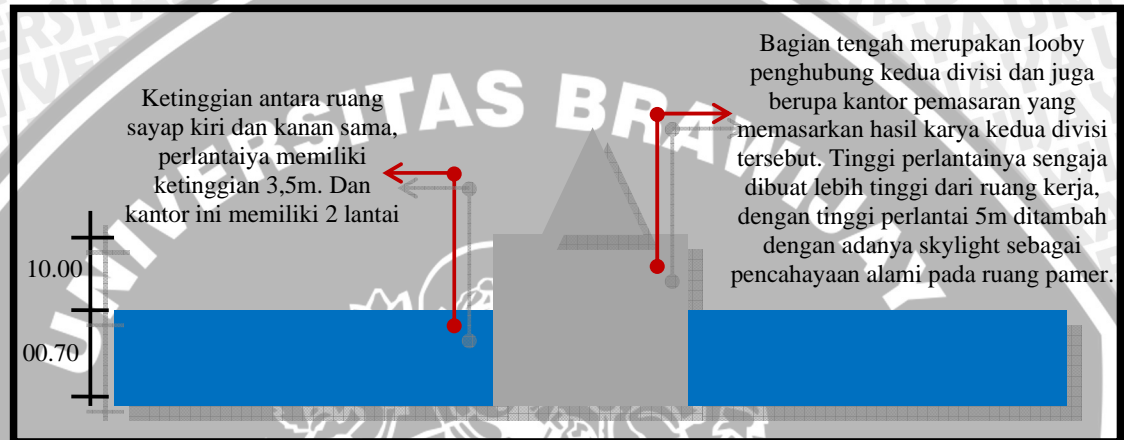 Ketinggian antara ruang
sayap kiri dan kanan sama,
perlantaiya memiliki
ketinggian 3,5m. Dan
kantor ini memiliki 2 lantai
Bagian tengah merupakan looby
penghubung kedua divisi dan juga
berupa kantor pemasaran yang
memasarkan hasil karya kedua divisi
tersebut. Tinggi perlantainya sengaja
dibuat lebih tinggi dari ruang kerja,
dengan tinggi perlantai 5m ditambah
dengan adanya skylight sebagai
pencahayaan alami pada ruang pamer.
10.00
00.70
UNIVERSITAS BRAWIJAYA